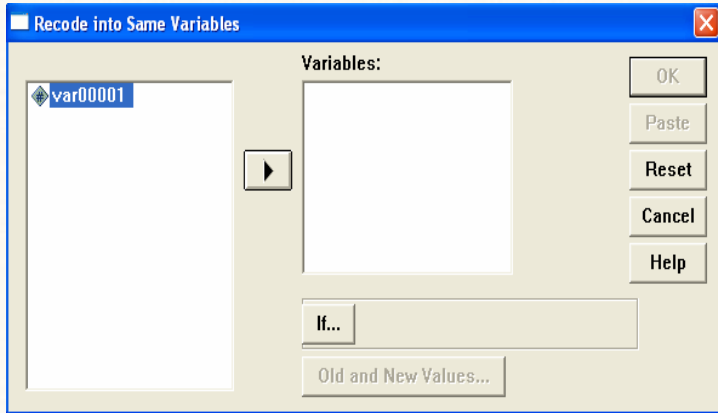 Recode into Same Variables
var00001
Variables:
OK
Paste
Reset
Cancel
Help
If...
Old and New Values...